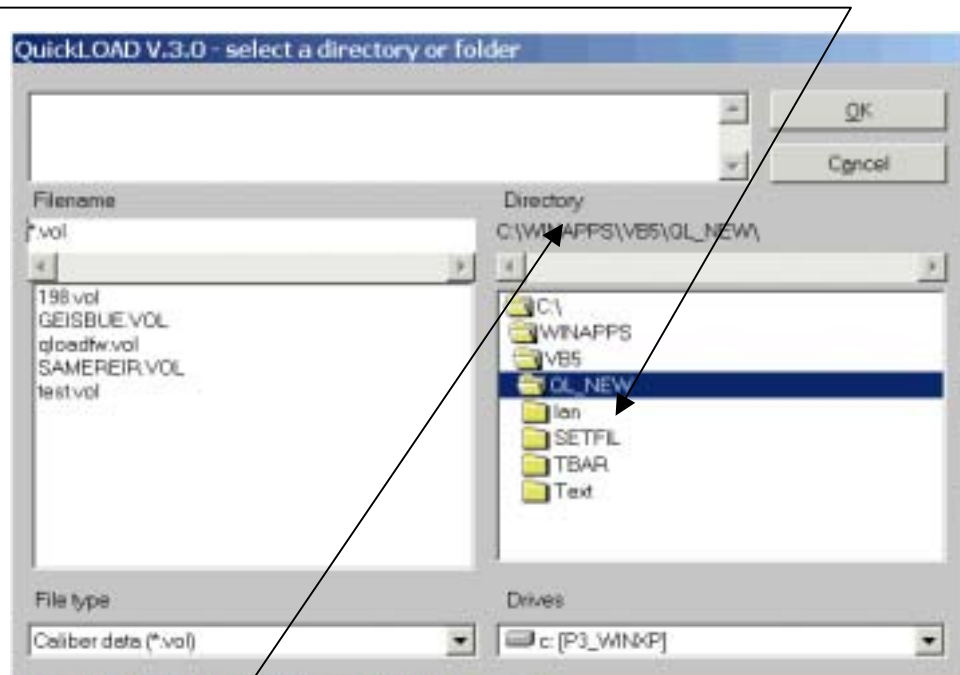 QuickLOAD V.3.0 - select a directory or folder
OK
Cancel
Filename
Directory
*.vol
C:\WINAPPS\VB5\QL_NEW\
198.vol
GEISBUE.VOL
qloadfw.vol
SAMEREIR.VOL
test.vol
C:\
WINAPPS
VB5
QL_NEW
lan
SETFIL
TBAR
Text
File type
Drives
Caliber data (*.vol)
c: [P3_WINXP]